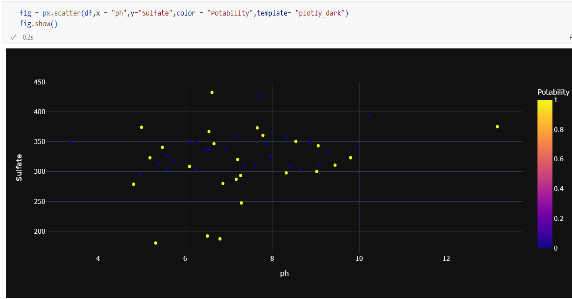 fig = px.scatter(df,x = "ph",y="Sulfate",color = "Potability",template= "plotly_dark")
fig.show()
0.2s
Potability
450
400
350
300
250
200
Sulfate
4 6 8 10 12
ph
1
0.8
0.6
0.4
0.2
0